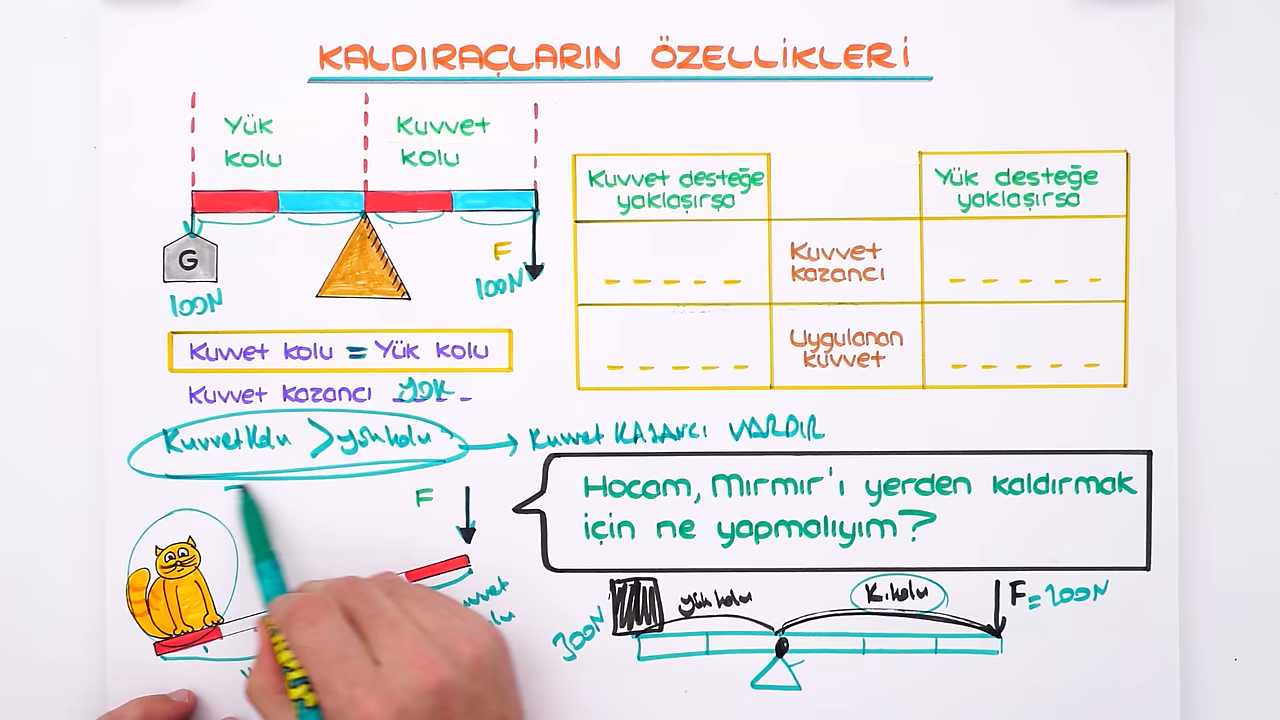 KALDIRAÇLARIN ÖZELLİKLERİ
Yük
kolu
Kuvvet
kolu
G
100N
F
100N
Kuvvet kolu = Yük kolu
Kuvvet kazancı yok
Kuvvet kolu > yük kolu → Kuvvet KAZANCI VARDIR
Kuvvet desteğe
yaklaşırsa
Yük desteğe
yaklaşırsa
Kuvvet
kazancı
Uygulanan
kuvvet
F
Hocam, Mırmır'ı yerden kaldırmak
için ne yapmalıyım?
300N
yük kolu
K. kolu
F = 200N